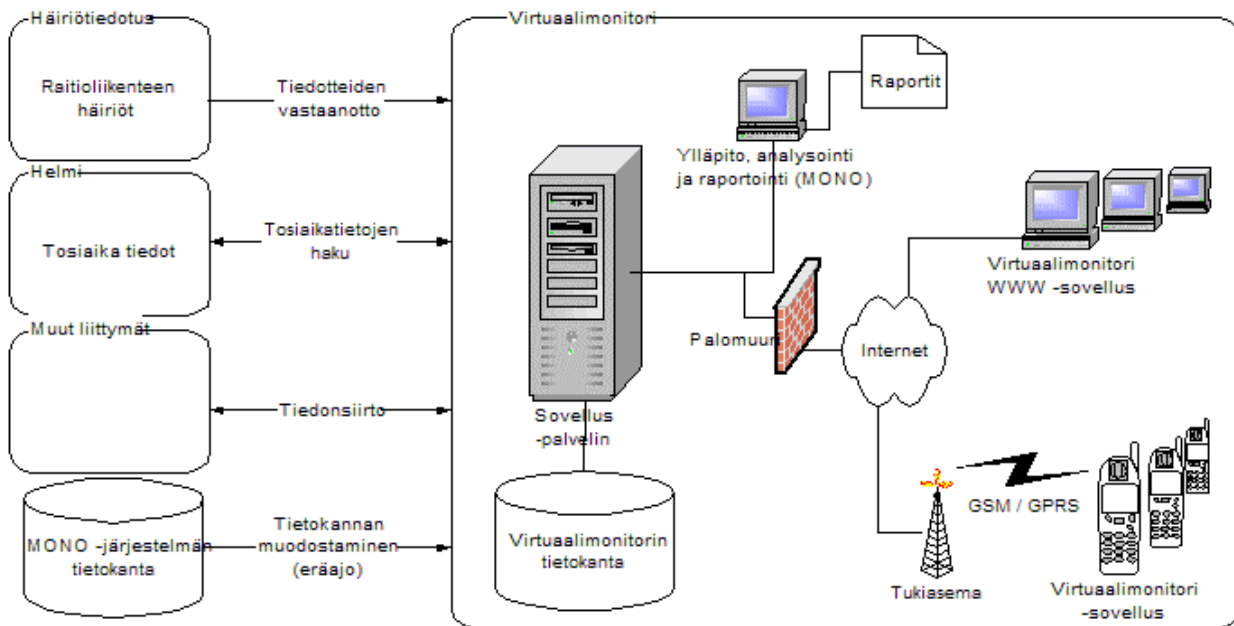 Häiriötiedotus
Raitioliikenteen
häiriöt
Tiedotteiden
vastaanotto
Helmi
Tosiaika tiedot
Tosiaikatietojen
haku
Muut liittymät
Tiedonsiirto
MONO -järjestelmän
tietokanta
Tietokannan
muodostaminen
(eräajo)
Virtuaalimonitori
Raportit
Ylläpito, analysointi
ja raportointi (MONO)
Sovellus
-palvelin
Virtuaalimonitorin
tietokanta
Palomuuri
Internet
Virtuaalimonitori
WWW -sovellus
GSM / GPRS
Tukiasema
Virtuaalimonitori
-sovellus